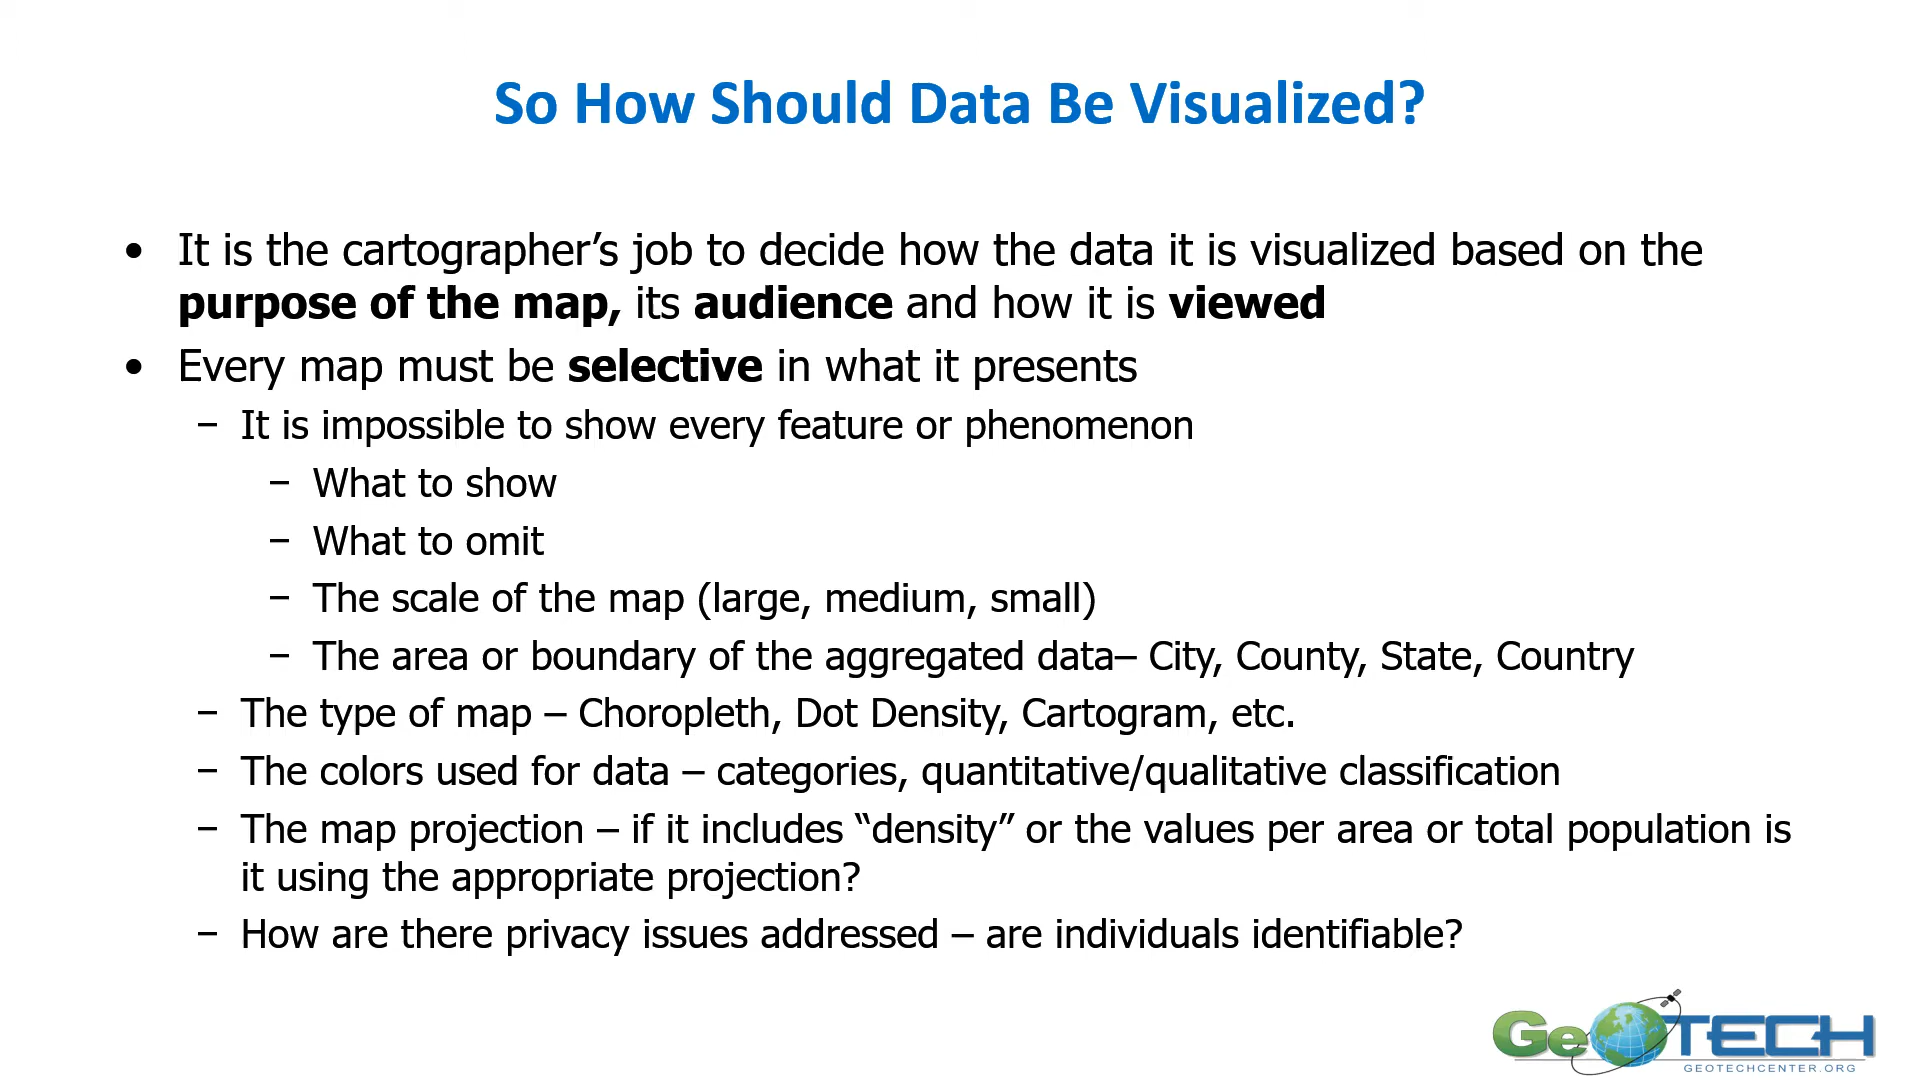 So How Should Data Be Visualized?
• It is the cartographer’s job to decide how the data it is visualized based on the
purpose of the map, its audience and how it is viewed
• Every map must be selective in what it presents
– It is impossible to show every feature or phenomenon
– What to show
– What to omit
– The scale of the map (large, medium, small)
– The area or boundary of the aggregated data– City, County, State, Country
– The type of map – Choropleth, Dot Density, Cartogram, etc.
– The colors used for data – categories, quantitative/qualitative classification
– The map projection – if it includes “density” or the values per area or total population is
it using the appropriate projection?
– How are there privacy issues addressed – are individuals identifiable?
GeoTECH
GEOTECHCENTER.ORG